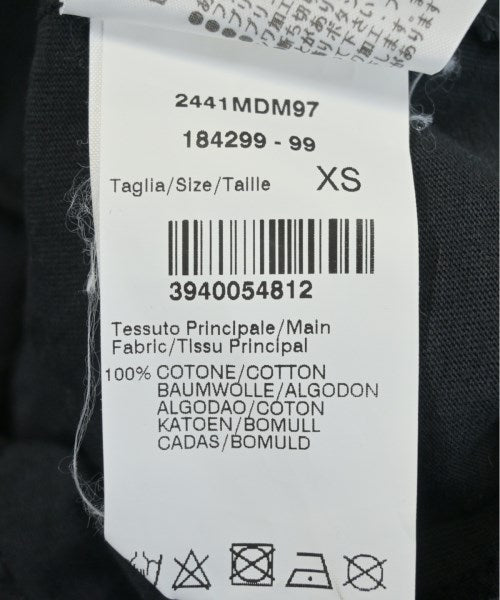 2441MDM97
184299 - 99
Taglia/Size/Taille XS
3940054812
Tessuto Principale/Main
Fabric/Tissu Principal
100% COTONE/COTTON
BAUMWOLLE/ALGODON
ALGODAO/COTON
KATOEN/BOMULL
CADAS/BOMULD